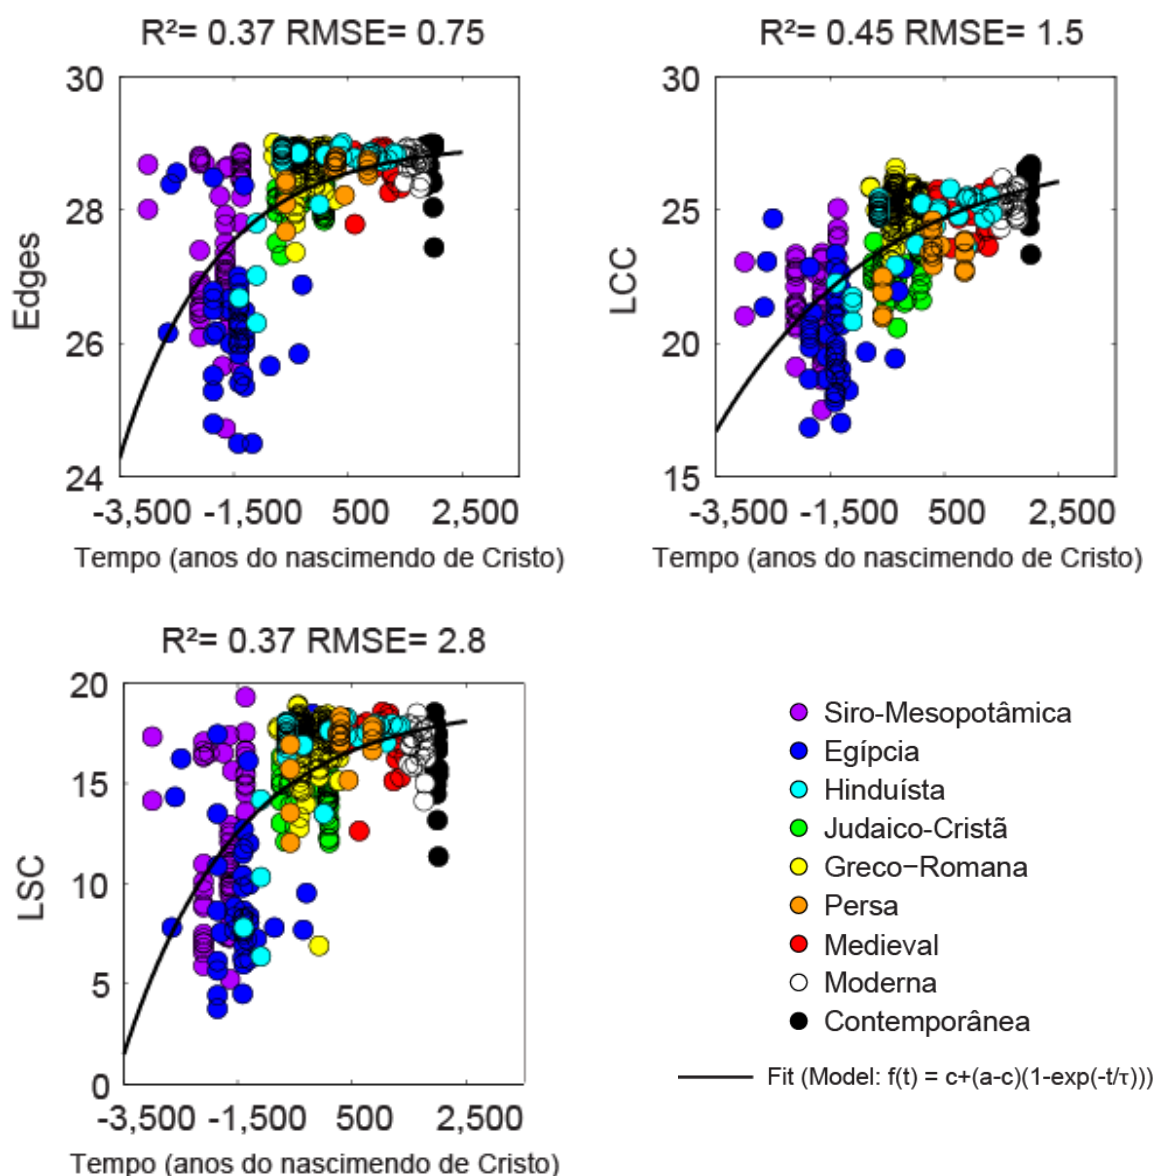 R²= 0.37 RMSE= 0.75
30
28
26
24
Edges
-3,500 -1,500 500 2,500
Tempo (anos do nascimendo de Cristo)
R²= 0.45 RMSE= 1.5
30
25
20
15
LCC
-3,500 -1,500 500 2,500
Tempo (anos do nascimendo de Cristo)
R²= 0.37 RMSE= 2.8
20
15
10
5
0
LSC
-3,500 -1,500 500 2,500
Tempo (anos do nascimendo de Cristo)
Siro-Mesopotâmica
Egípcia
Hinduísta
Judaico-Cristã
Greco−Romana
Persa
Medieval
Moderna
Contemporânea
Fit (Model: f(t) = c+(a-c)(1-exp(-t/τ)))